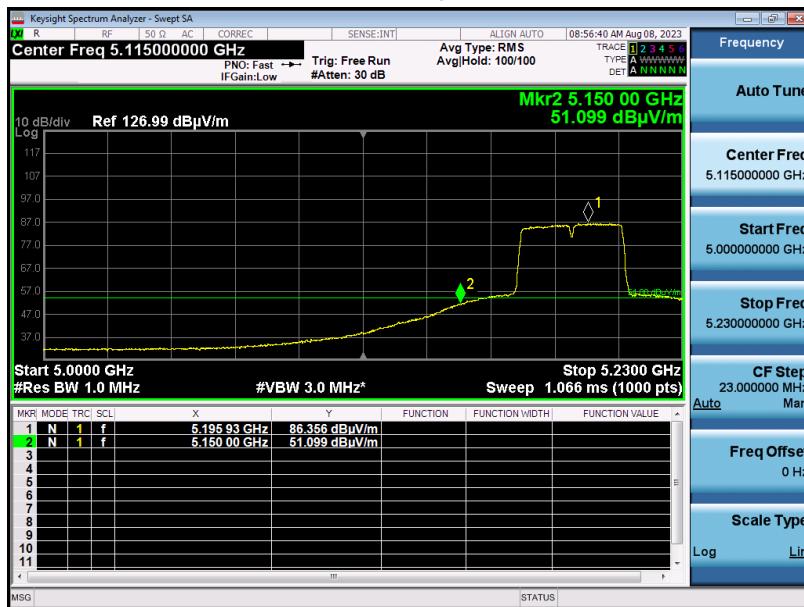 Keysight Spectrum Analyzer - Swept SA
LXI R RF 50 Ω AC CORREC SENSE:INT ALIGN AUTO 08:56:40 AM Aug 08, 2023
Center Freq 5.115000000 GHz
PNO: Fast
IFGain:Low
Trig: Free Run
#Atten: 30 dB
Avg Type: RMS
Avg|Hold: 100/100
TRACE 1 2 3 4 5 6
TYPE A WWWWW
DET A N N N N N
Mkr2 5.150 00 GHz
51.099 dBµV/m
10 dB/div Ref 126.99 dBµV/m
Log
117
107
97.0
1
87.0
77.0
67.0
2
57.0
47.0
37.0
Start 5.0000 GHz Stop 5.2300 GHz
#Res BW 1.0 MHz #VBW 3.0 MHz* Sweep 1.066 ms (1000 pts)
MKR MODE TRC SCL X Y FUNCTION FUNCTION WIDTH FUNCTION VALUE
1 N 1 f 5.195 93 GHz 86.356 dBµV/m
2 N 1 f 5.150 00 GHz 51.099 dBµV/m
3
4
5
6
7
8
9
10
11
MSG STATUS
Frequency
Auto Tune
Center Freq
5.115000000 GHz
Start Freq
5.000000000 GHz
Stop Freq
5.230000000 GHz
CF Step
23.000000 MHz
Auto Man
Freq Offset
0 Hz
Scale Type
Log Lin